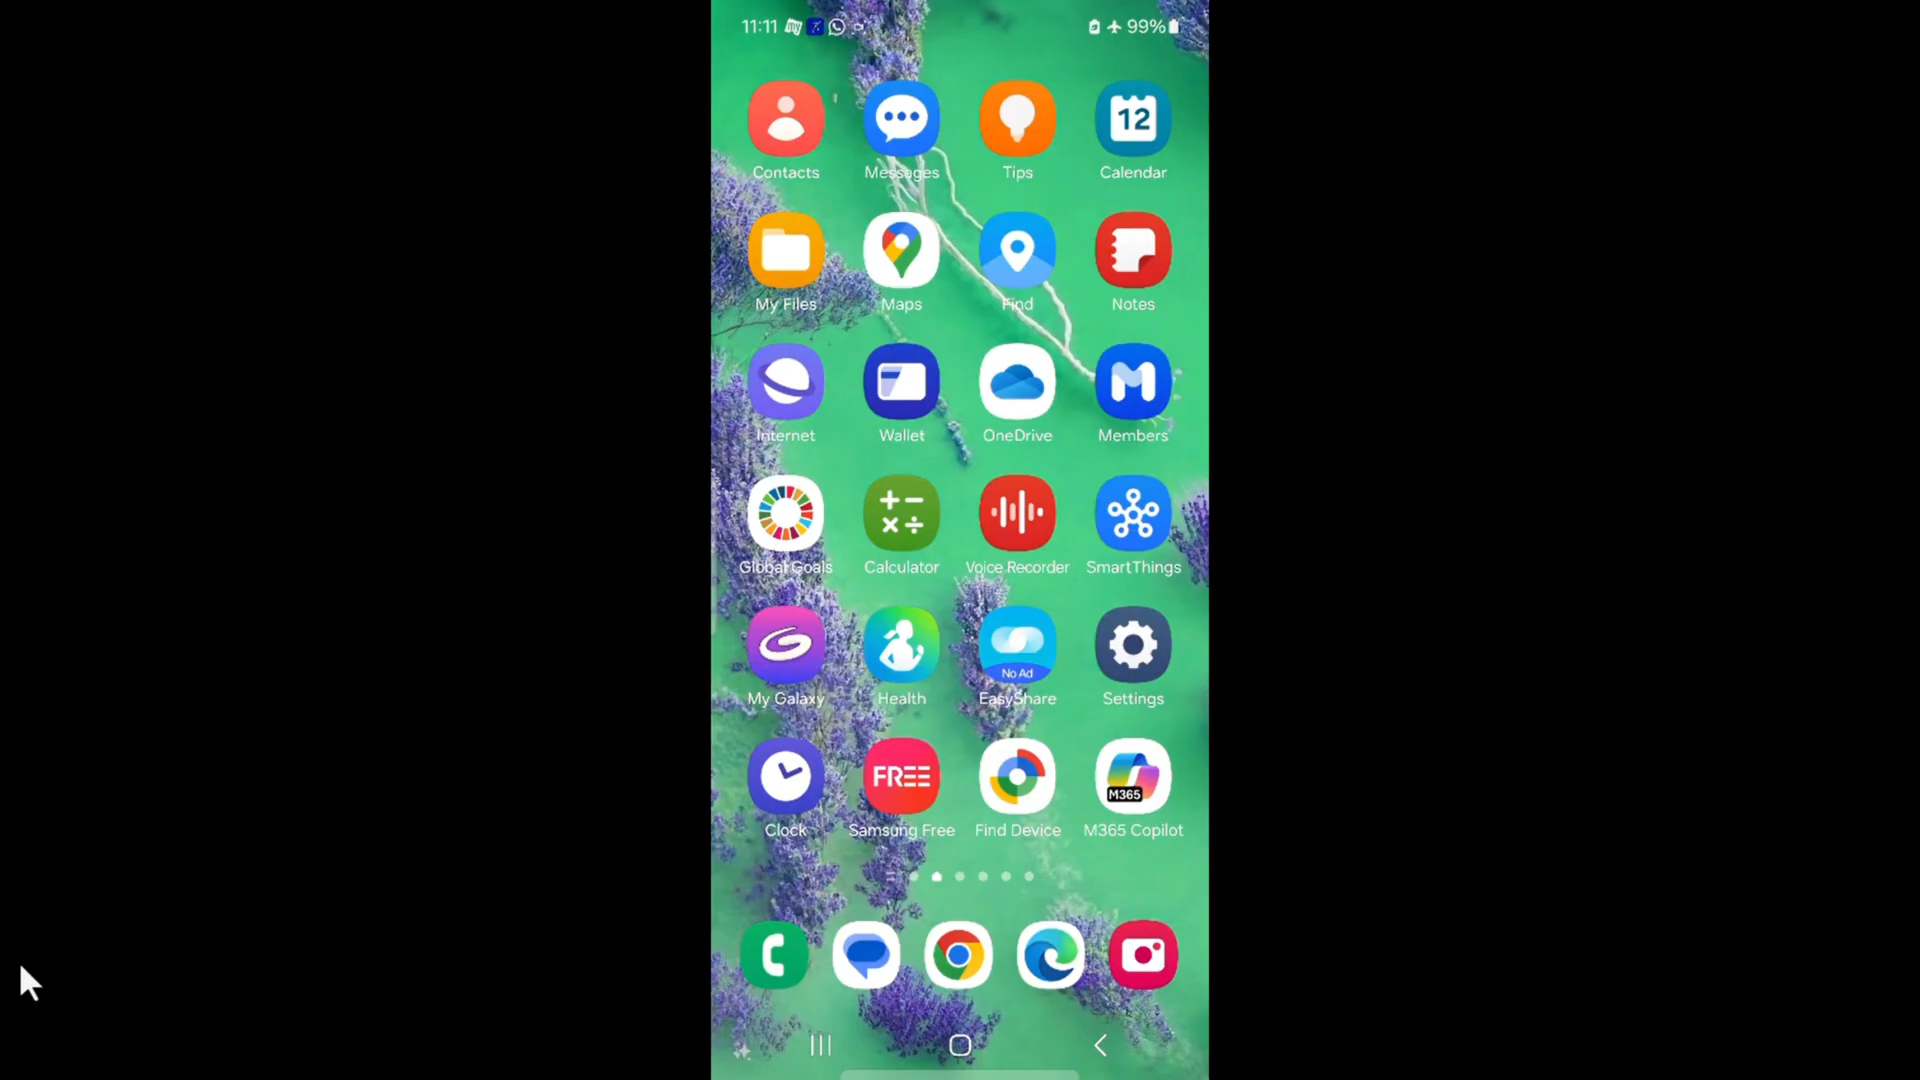 11:11 99%
Contacts Messages Tips Calendar
12
My Files Maps Find Notes
Internet Wallet OneDrive Members
Global Goals Calculator Voice Recorder SmartThings
No Ad
My Galaxy Health EasyShare Settings
FREE M365
Clock Samsung Free Find Device M365 Copilot